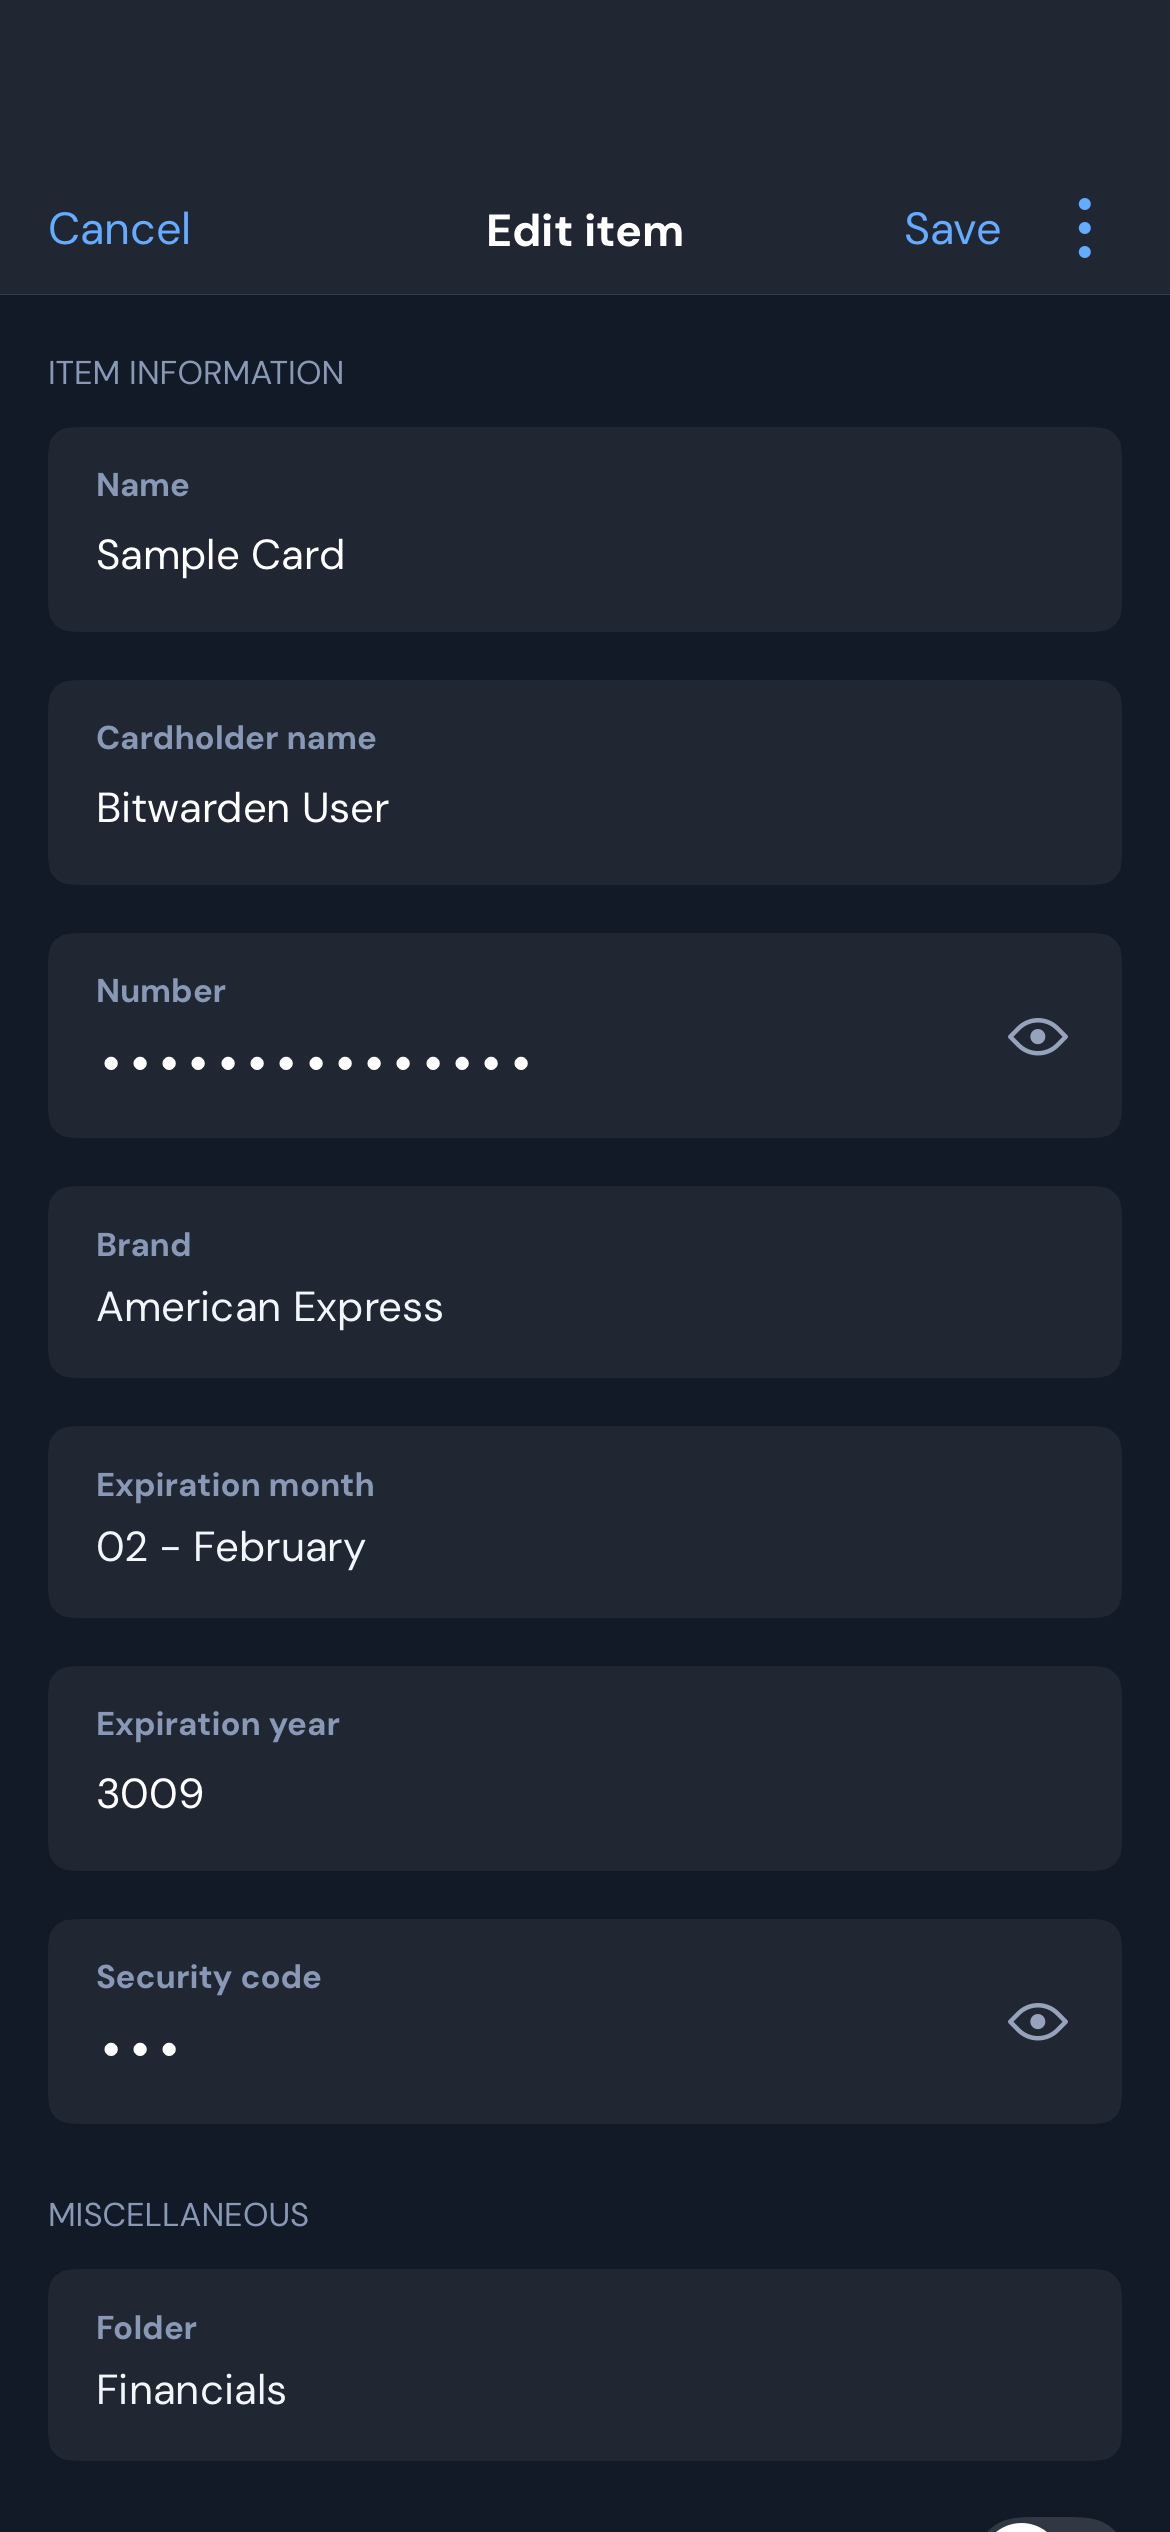 Cancel Edit item Save
ITEM INFORMATION
Name
Sample Card
Cardholder name
Bitwarden User
Number
•••••••••••••••
Brand
American Express
Expiration month
02 - February
Expiration year
3009
Security code
•••
MISCELLANEOUS
Folder
Financials